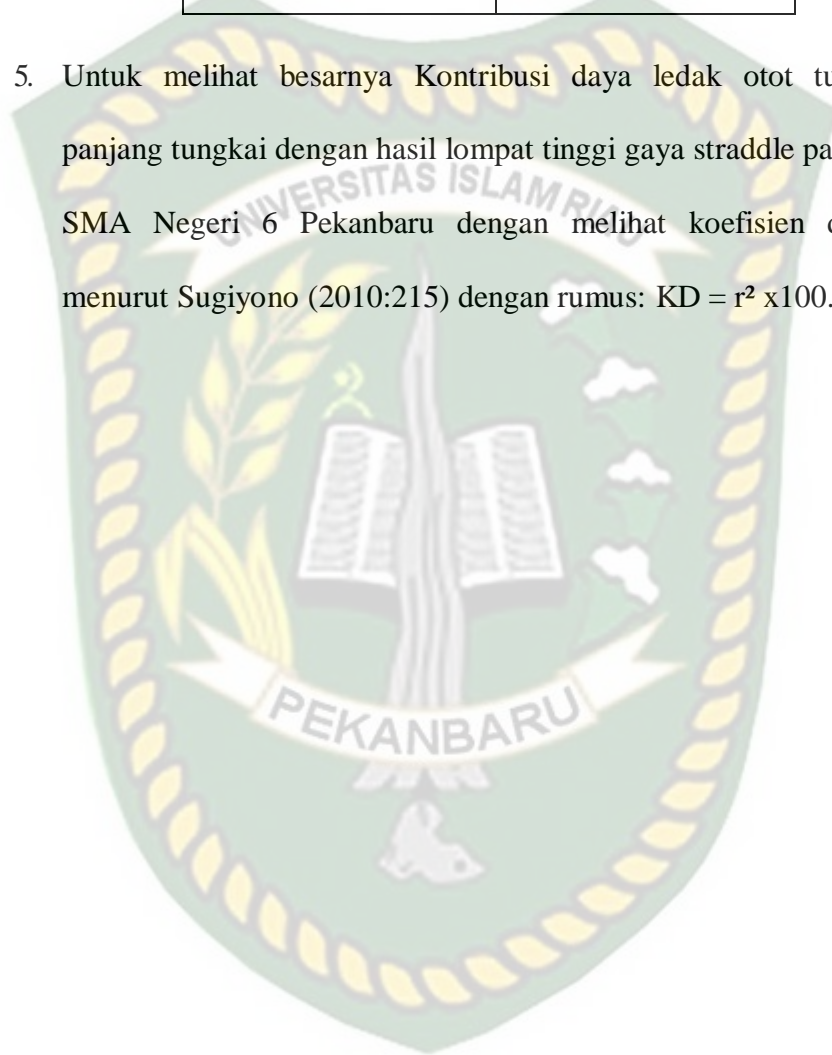 5. Untuk melihat besarnya Kontribusi daya ledak otot tu
panjang tungkai dengan hasil lompat tinggi gaya straddle pa
SMA Negeri 6 Pekanbaru dengan melihat koefisien d
menurut Sugiyono (2010:215) dengan rumus: KD = r² x100.
UNIVERSITAS ISLAM RIAU
PEKANBARU